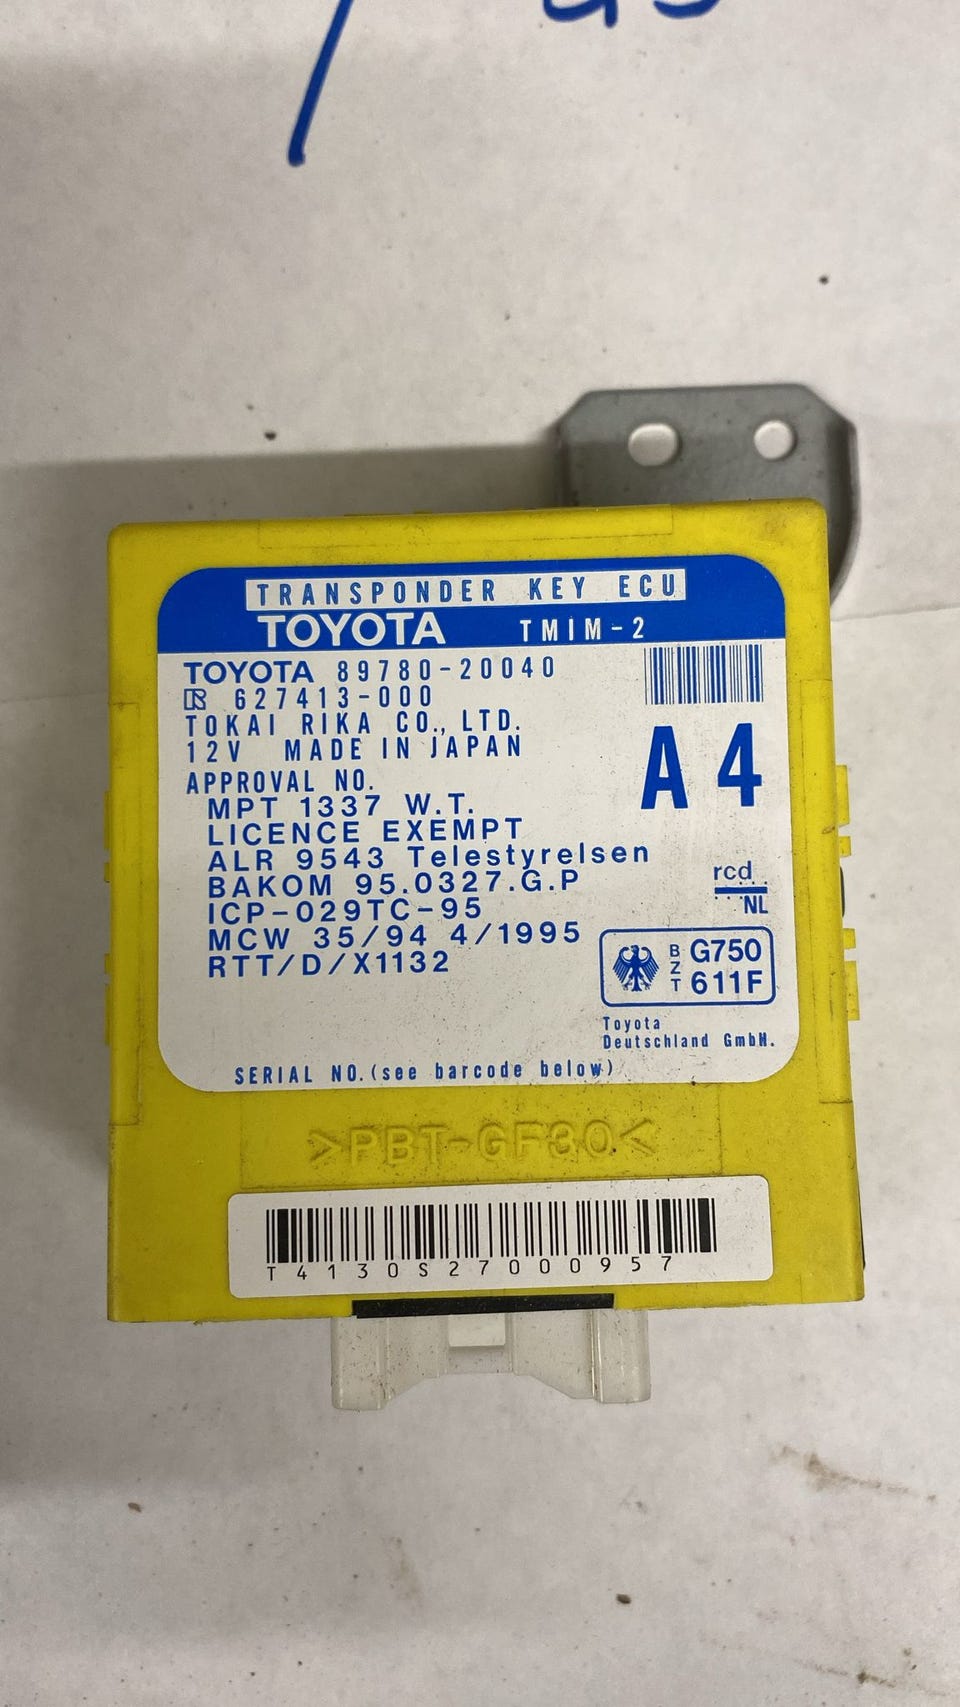 TRANSPONDER KEY ECU
TOYOTA TMIM-2
TOYOTA 89780-20040
627413-000
TOKAI RIKA CO., LTD.
12V MADE IN JAPAN
A4
APPROVAL NO.
MPT 1337 W.T.
LICENCE EXEMPT
ALR 9543 Telestyrelsen
BAKOM 95.0327.G.P
ICP-029TC-95
MCW 35/94 4/1995
RTT/D/X1132
rcd
NL
BZT G750
611F
Toyota
Deutschland GmbH.
SERIAL NO.(see barcode below)
>PBT-GF30<
T4130S27000957